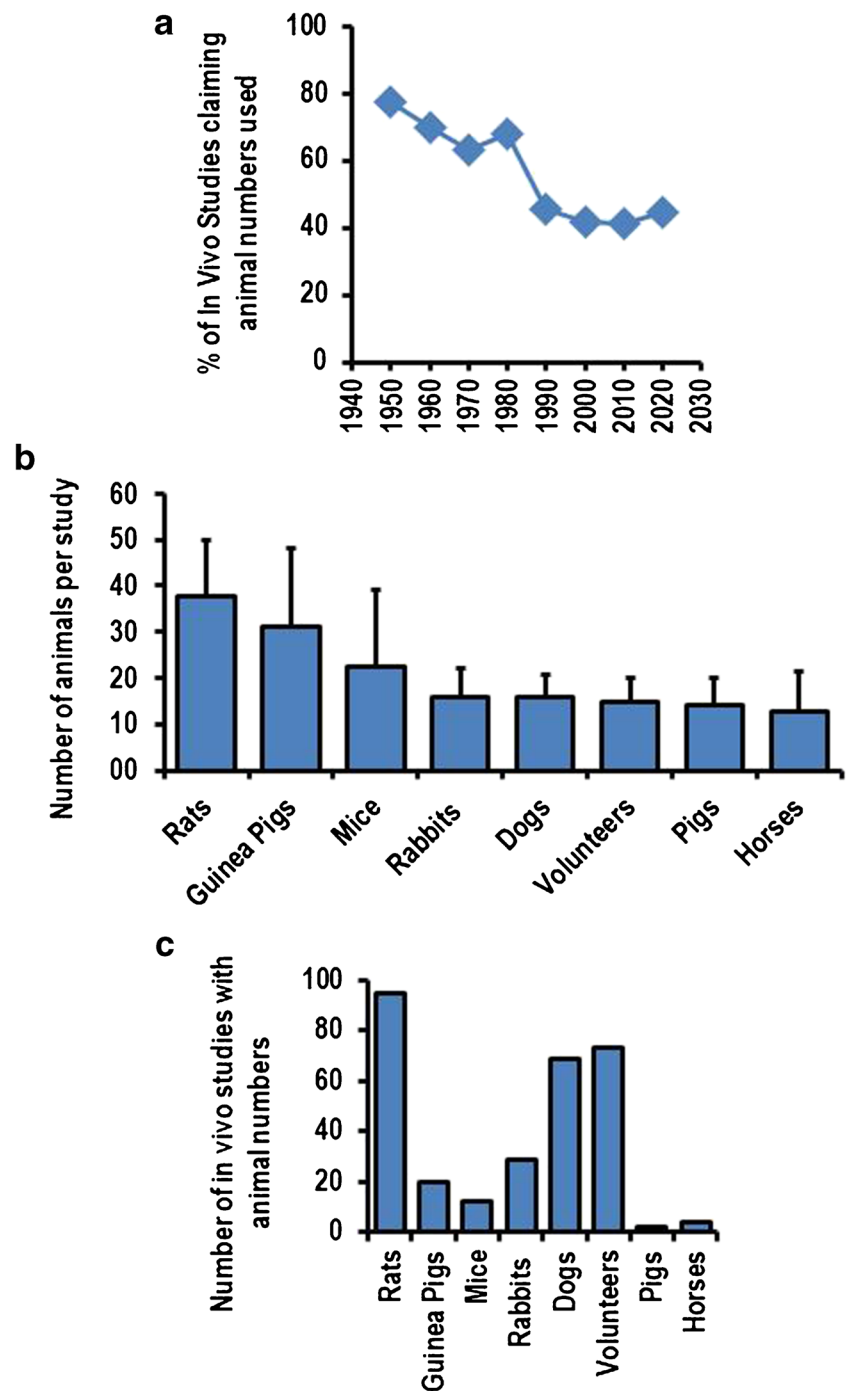 a
% of In Vivo Studies claiming
animal numbers used
100
80
60
40
20
0
1940
1950
1960
1970
1980
1990
2000
2010
2020
2030
b
Number of animals per study
60
50
40
30
20
10
00
Rats
Guinea Pigs
Mice
Rabbits
Dogs
Volunteers
Pigs
Horses
c
Number of in vivo studies with
animal numbers
100
80
60
40
20
0
Rats
Guinea Pigs
Mice
Rabbits
Dogs
Volunteers
Pigs
Horses